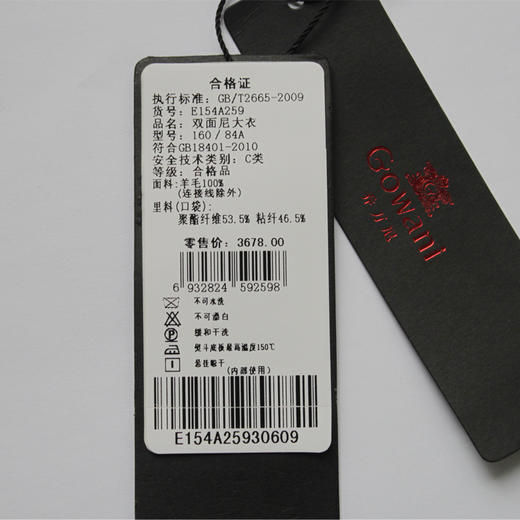 合格证
执行标准: GB/T2665-2009
货号: E154A259
品名: 双面尼大衣
型号: 160/84A
符合GB18401-2010
安全技术类别: C类
等级: 合格品
面料:羊毛100%
(连接线除外)
里料(口袋):
聚酯纤维53.5% 粘纤46.5%
零售价: 3678.00
6 932824 592598
不可水洗
不可漂白
缓和干洗
熨斗底板最高温度150℃
悬挂晾干
(内部使用)
E154A25930609
Gowani